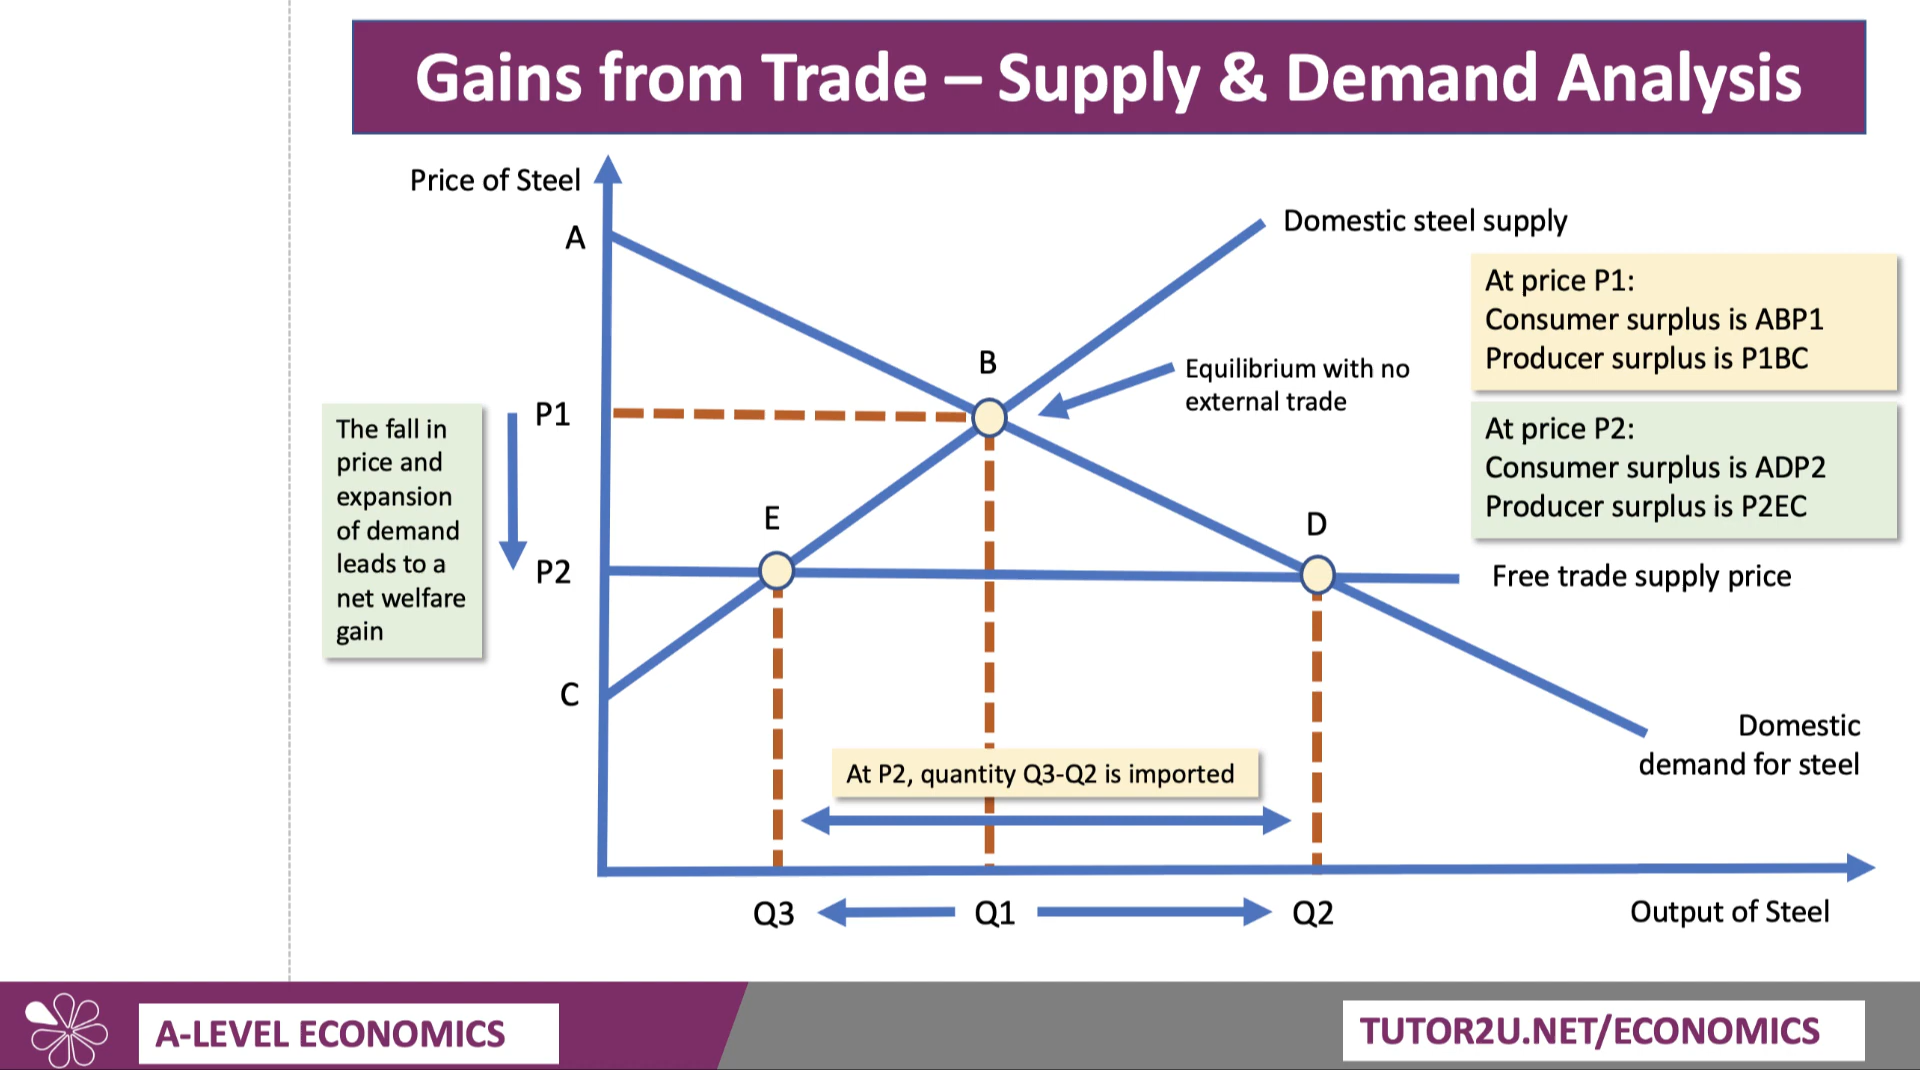 Gains from Trade – Supply & Demand Analysis
Price of Steel
A
Domestic steel supply
At price P1:
Consumer surplus is ABP1
Producer surplus is P1BC
B
Equilibrium with no
external trade
P1
The fall in
price and
expansion
of demand
leads to a
net welfare
gain
At price P2:
Consumer surplus is ADP2
Producer surplus is P2EC
E
D
P2
Free trade supply price
C
Domestic
demand for steel
At P2, quantity Q3-Q2 is imported
Q3
Q1
Q2
Output of Steel
A-LEVEL ECONOMICS
TUTOR2U.NET/ECONOMICS